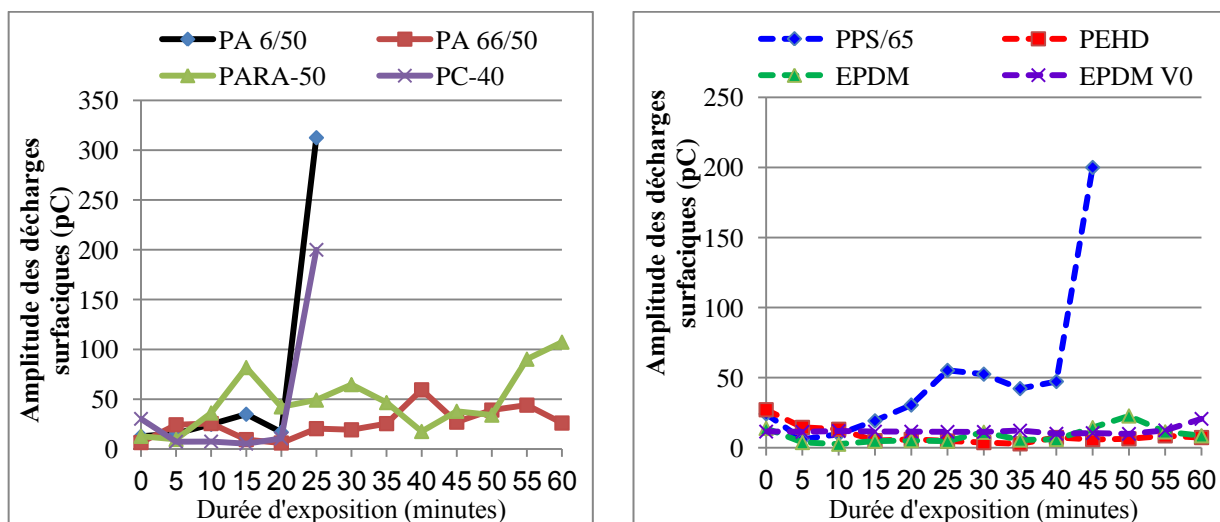 PA 6/50 PA 66/50
PARA-50 PC-40
350
300
250
200
150
100
50
0
Amplitude des décharges
surfaciques (pC)
0 5 10 15 20 25 30 35 40 45 50 55 60
Durée d'exposition (minutes)
PPS/65 PEHD
EPDM EPDM V0
250
200
150
100
50
0
Amplitude des décharges
surfaciques (pC)
0 5 10 15 20 25 30 35 40 45 50 55 60
Durée d'exposition (minutes)